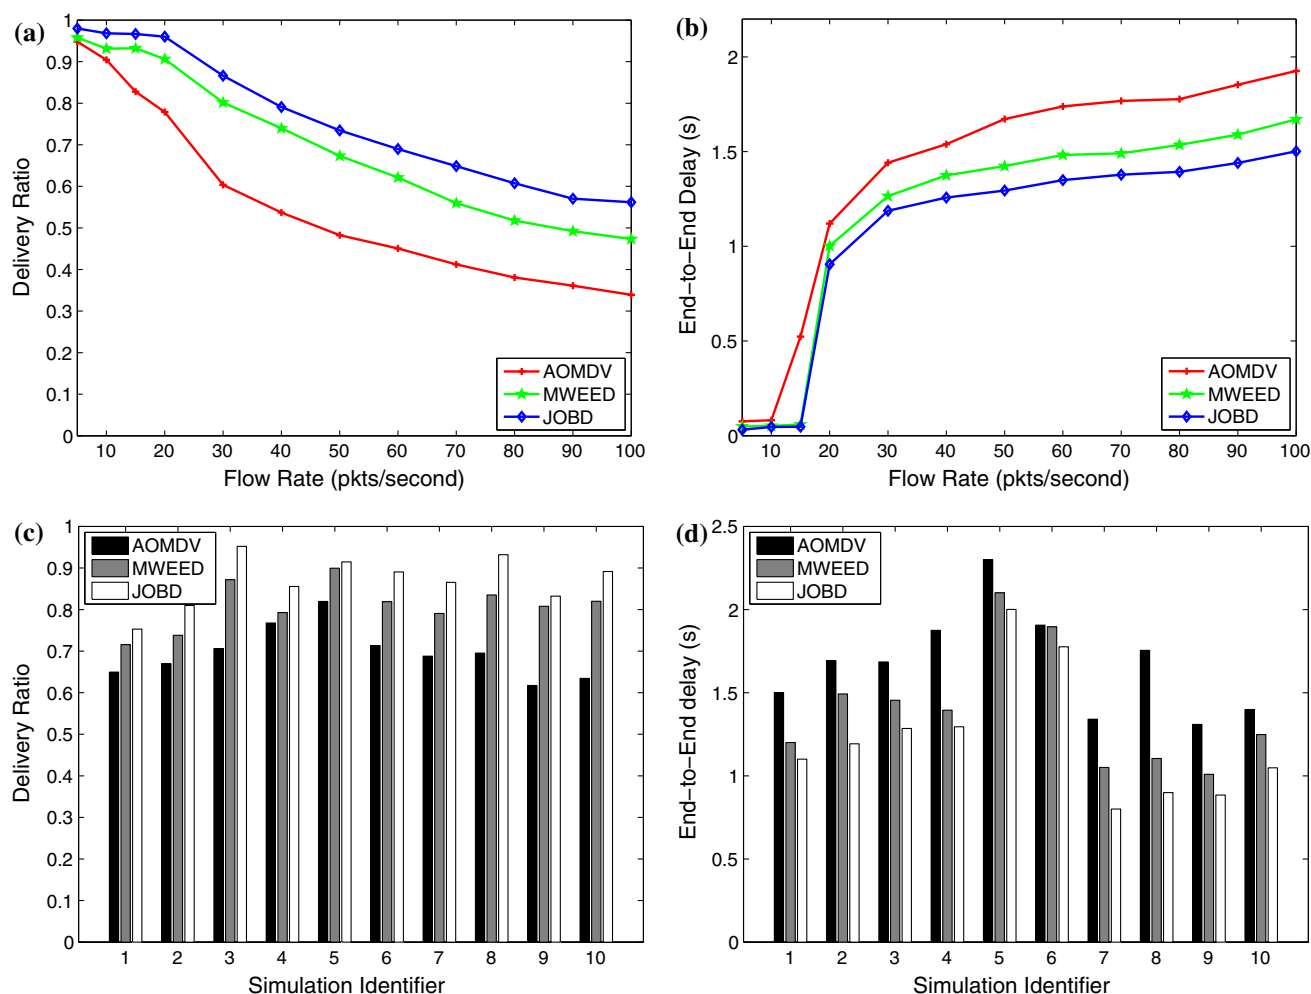 (a)
1
0.9
0.8
0.7
0.6
0.5
0.4
0.3
0.2
0.1
0
Delivery Ratio
AOMDV
MWEED
JOBD
10 20 30 40 50 60 70 80 90 100
Flow Rate (pkts/second)
(b)
2
1.5
1
0.5
0
End-to-End Delay (s)
AOMDV
MWEED
JOBD
10 20 30 40 50 60 70 80 90 100
Flow Rate (pkts/second)
(c)
1
0.9
0.8
0.7
0.6
0.5
0.4
0.3
0.2
0.1
0
Delivery Ratio
AOMDV
MWEED
JOBD
1 2 3 4 5 6 7 8 9 10
Simulation Identifier
(d)
2.5
2
1.5
1
0.5
0
End-to-End delay (s)
AOMDV
MWEED
JOBD
1 2 3 4 5 6 7 8 9 10
Simulation Identifier